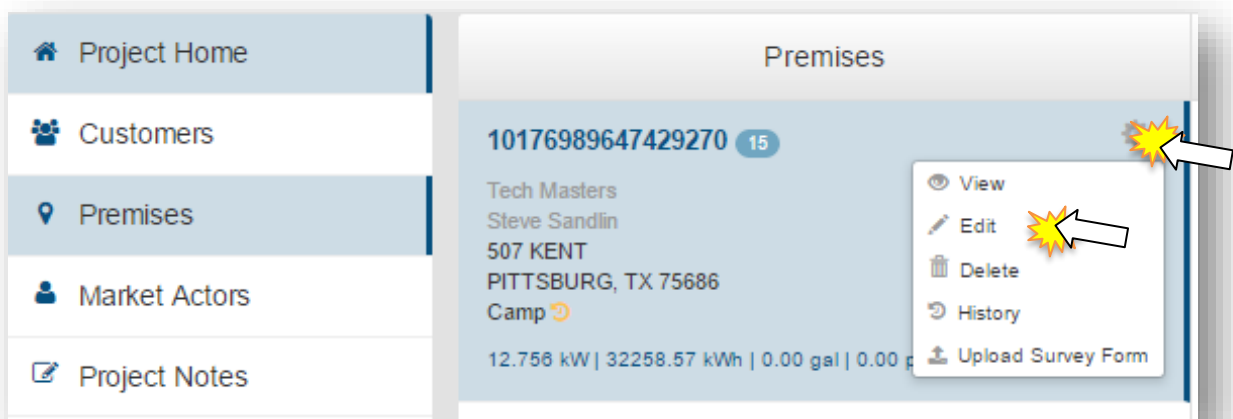 Project Home
Customers
Premises
Market Actors
Project Notes
Premises
10176989647429270 15
Tech Masters
Steve Sandlin
507 KENT
PITTSBURG, TX 75686
Camp
12.756 kW | 32258.57 kWh | 0.00 gal | 0.00
View
Edit
Delete
History
Upload Survey Form